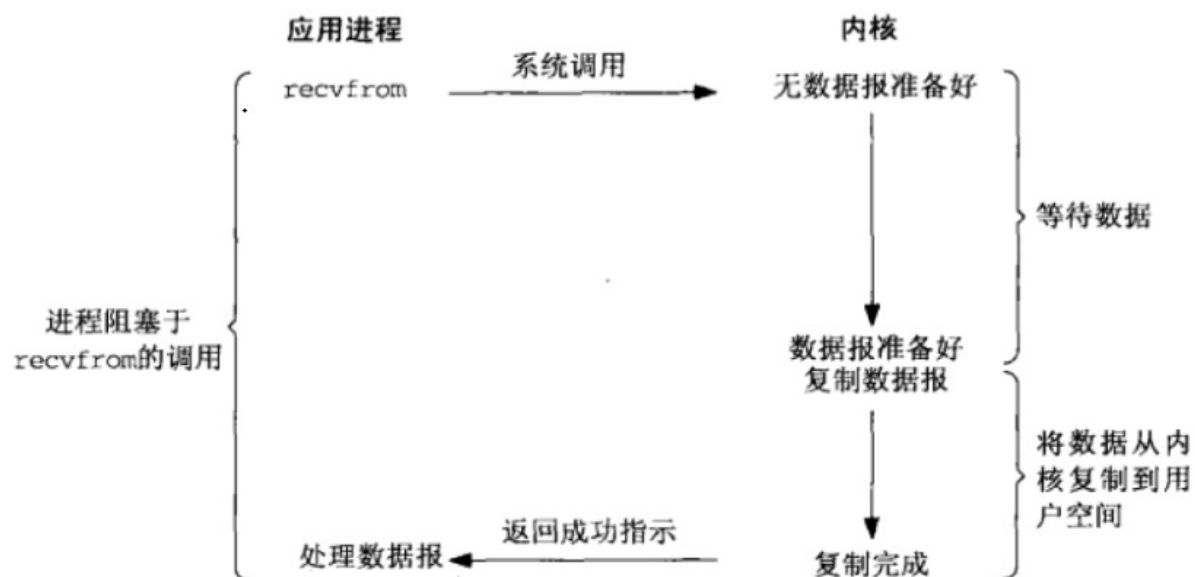 应用进程
内核
系统调用
recvfrom
无数据报准备好
等待数据
进程阻塞于
recvfrom的调用
数据报准备好
复制数据报
将数据从内
核复制到用
户空间
返回成功指示
处理数据报
复制完成